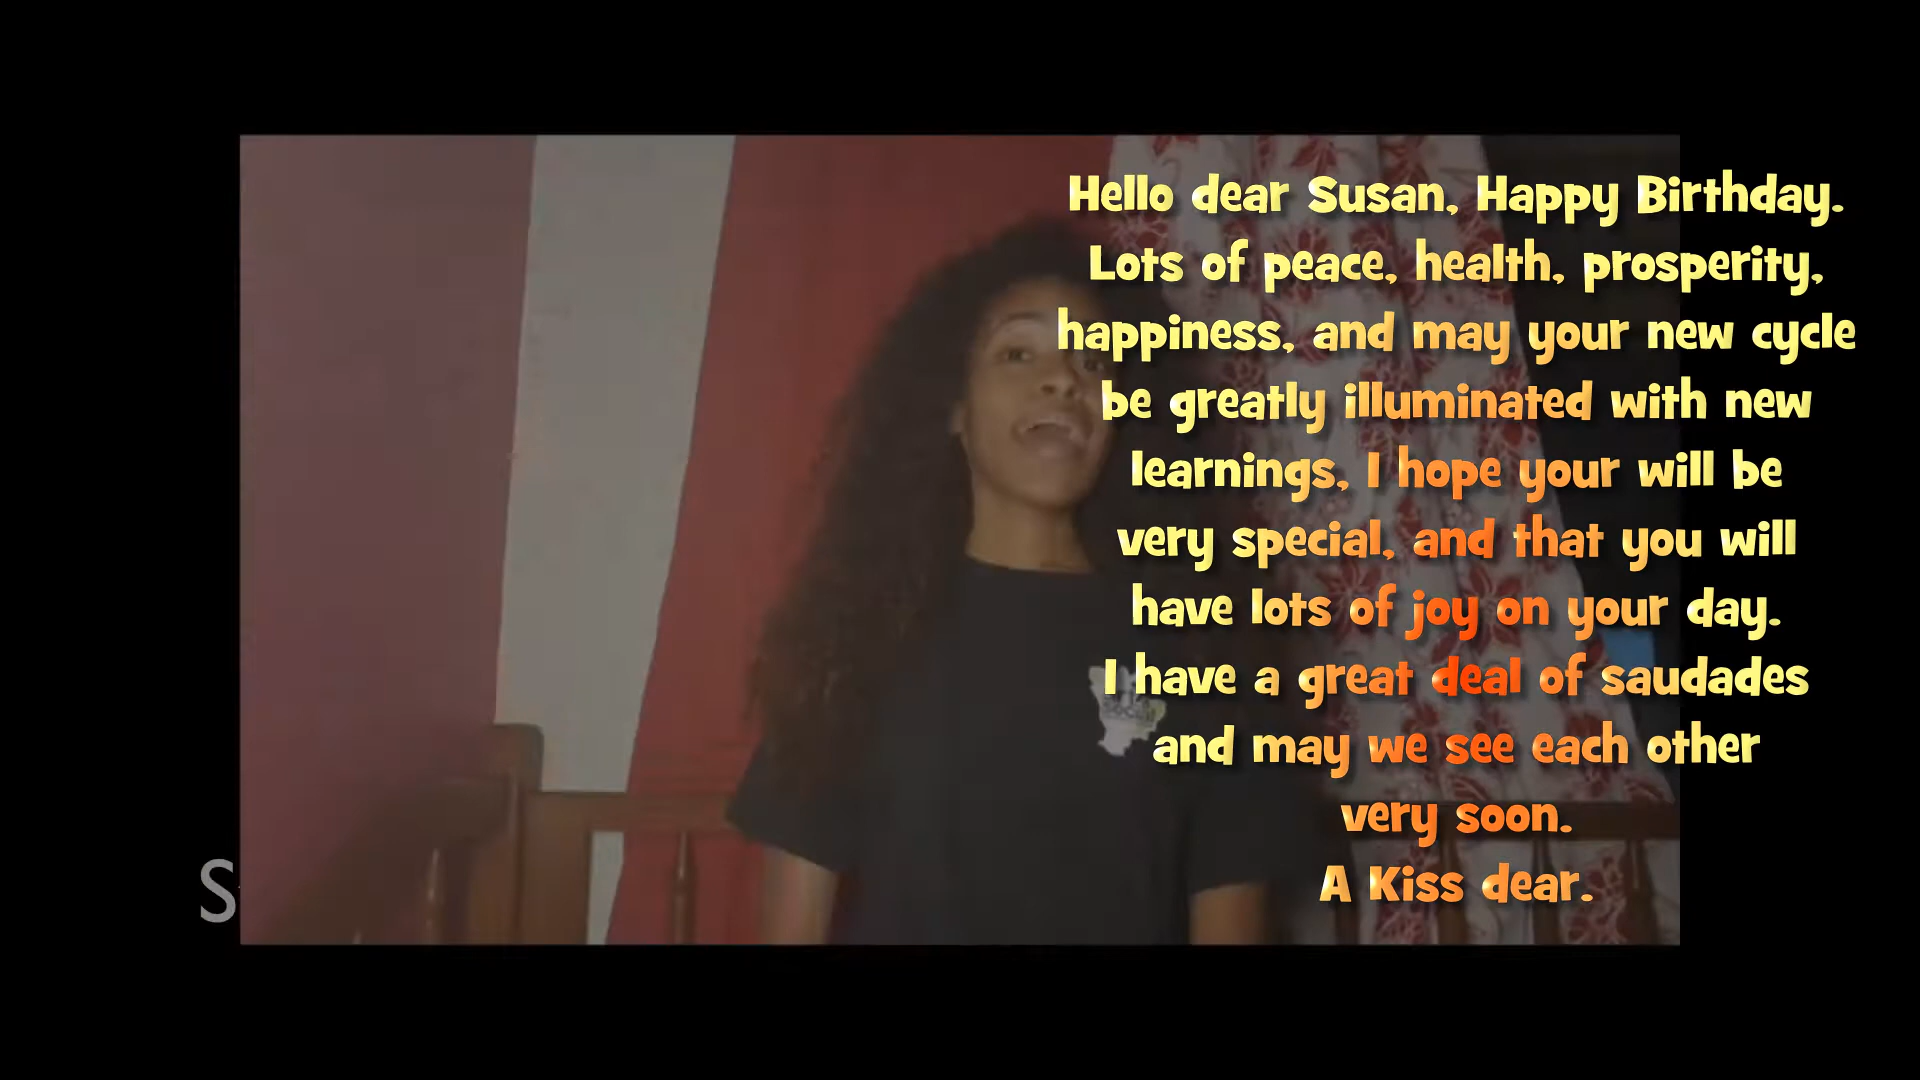 Hello dear Susan, Happy Birthday.
Lots of peace, health, prosperity,
happiness, and may your new cycle
be greatly illuminated with new
learnings, I hope your will be
very special, and that you will
have lots of joy on your day.
I have a great deal of saudades
and may we see each other
very soon.
A Kiss dear.
S